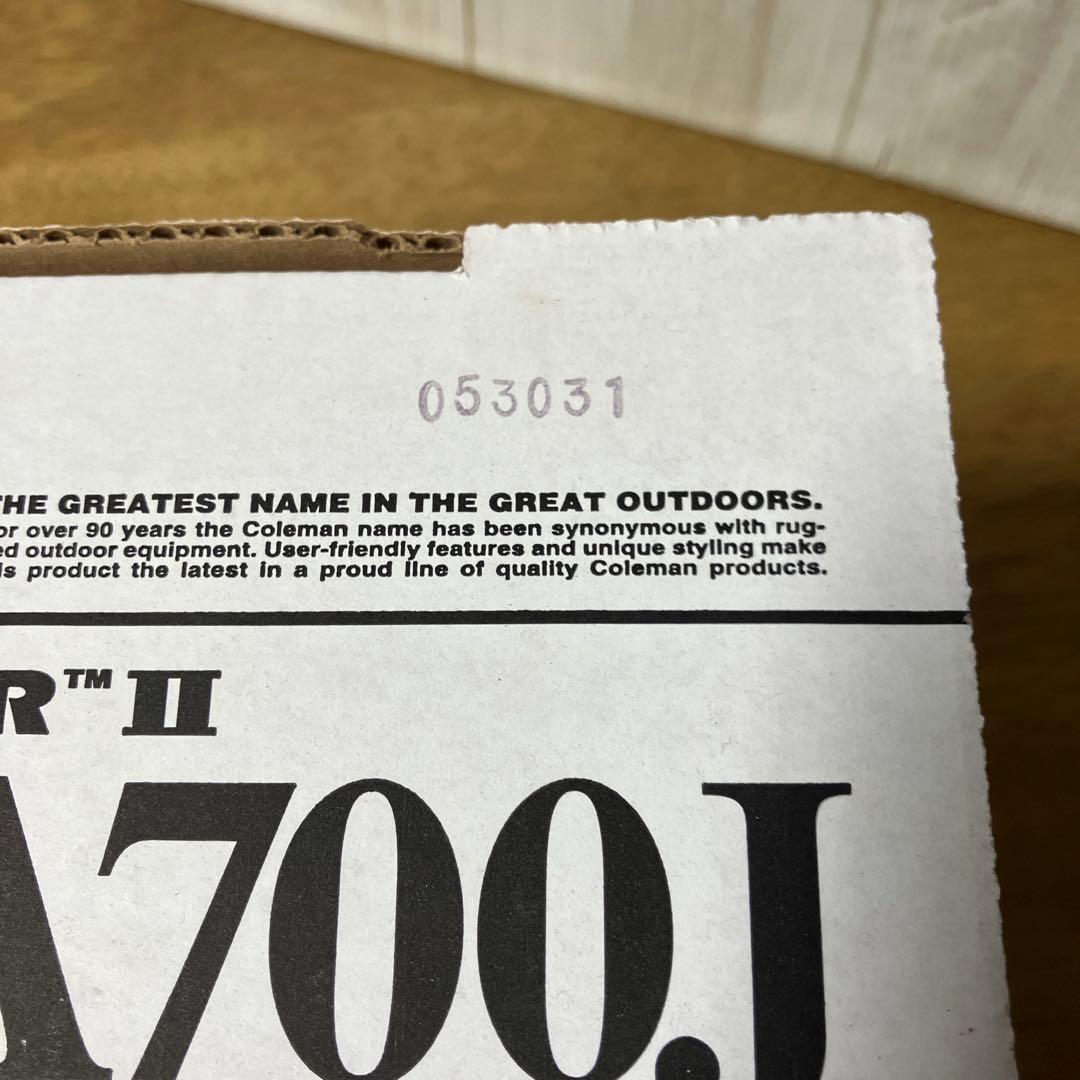 053031
THE GREATEST NAME IN THE GREAT OUTDOORS.
or over 90 years the Coleman name has been synonymous with rug-
ed outdoor equipment. User-friendly features and unique styling make
is product the latest in a proud line of quality Coleman products.
R™ II
A700J